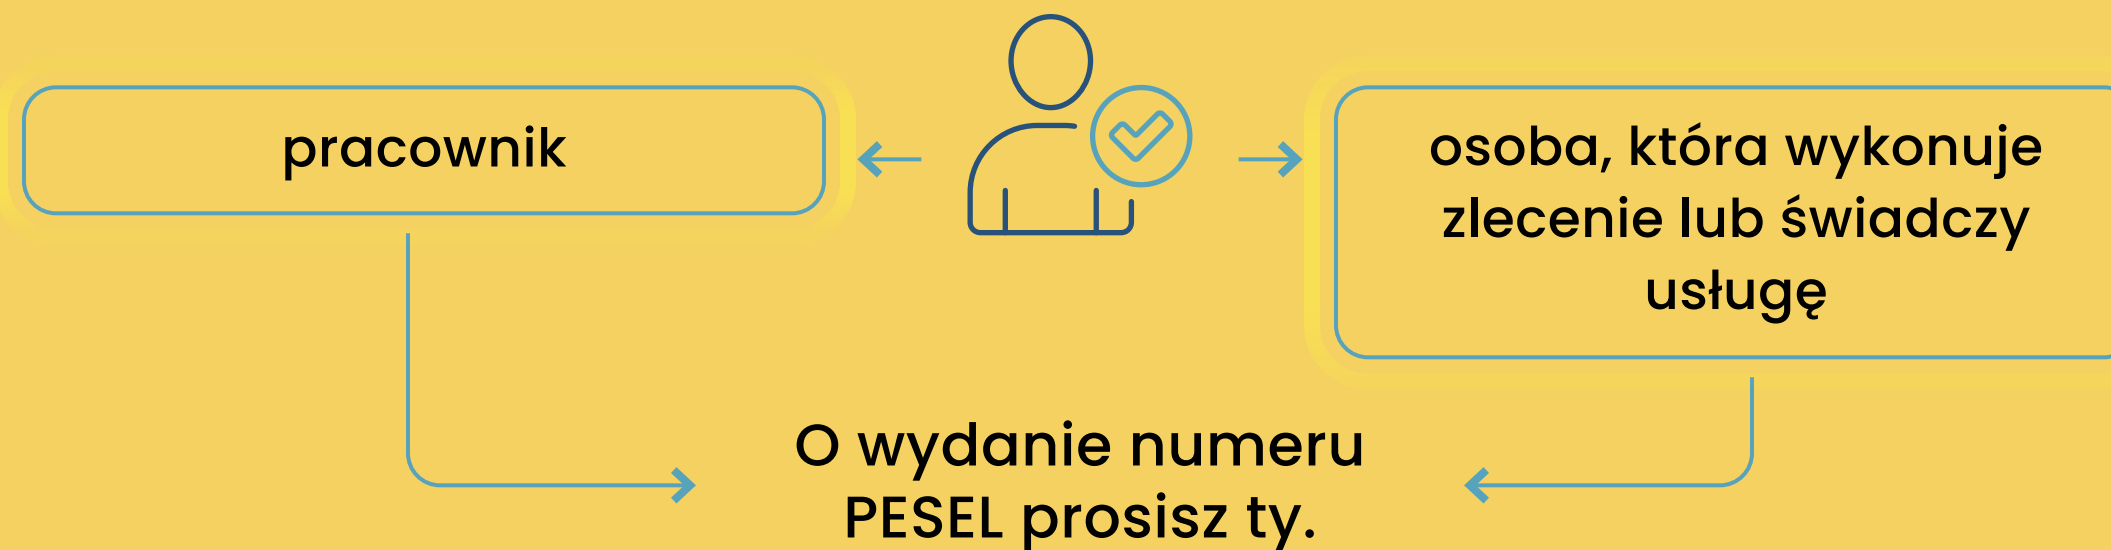 pracownik
osoba, która wykonuje
zlecenie lub świadczy
usługę
O wydanie numeru
PESEL prosisz ty.